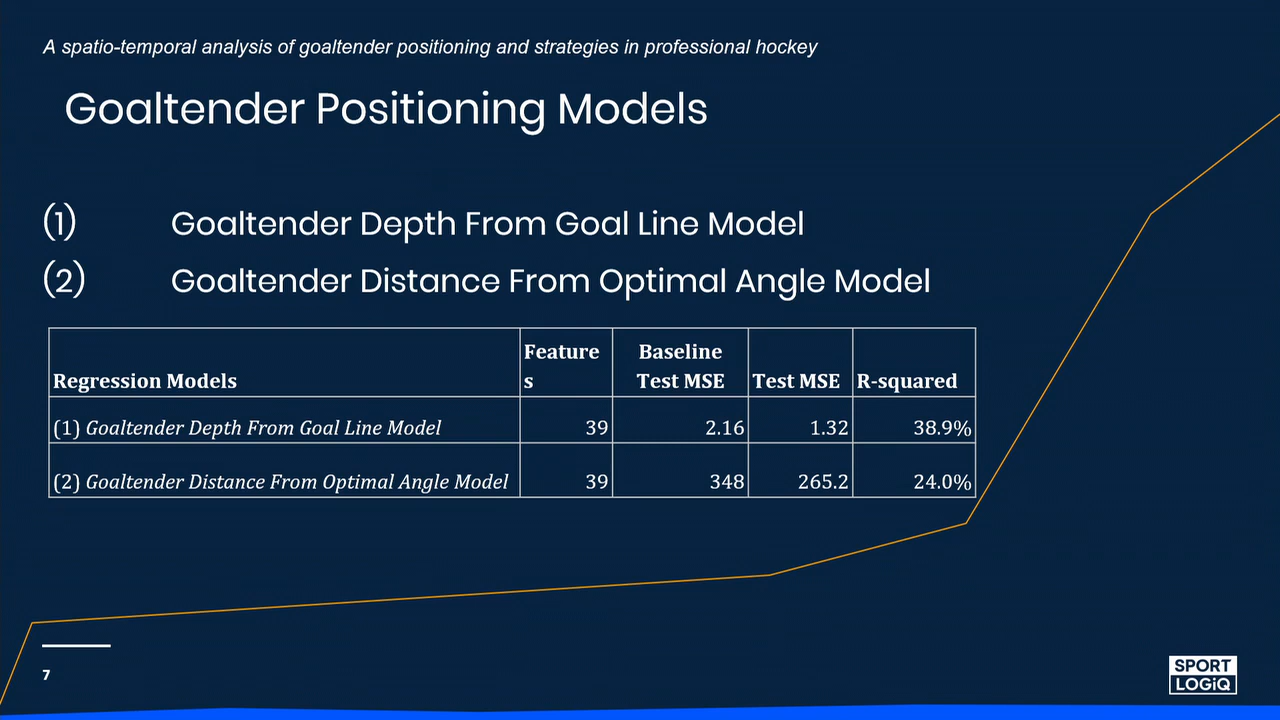 A spatio-temporal analysis of goaltender positioning and strategies in professional hockey
Goaltender Positioning Models
(1) Goaltender Depth From Goal Line Model
(2) Goaltender Distance From Optimal Angle Model
Regression Models Feature s Baseline Test MSE Test MSE R-squared
(1) Goaltender Depth From Goal Line Model 39 2.16 1.32 38.9%
(2) Goaltender Distance From Optimal Angle Model 39 348 265.2 24.0%
7
SPORT
LOGiQ